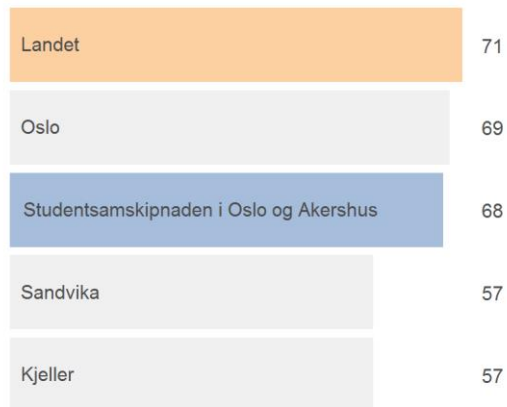 Landet 71
Oslo 69
Studentsamskipnaden i Oslo og Akershus 68
Sandvika 57
Kjeller 57